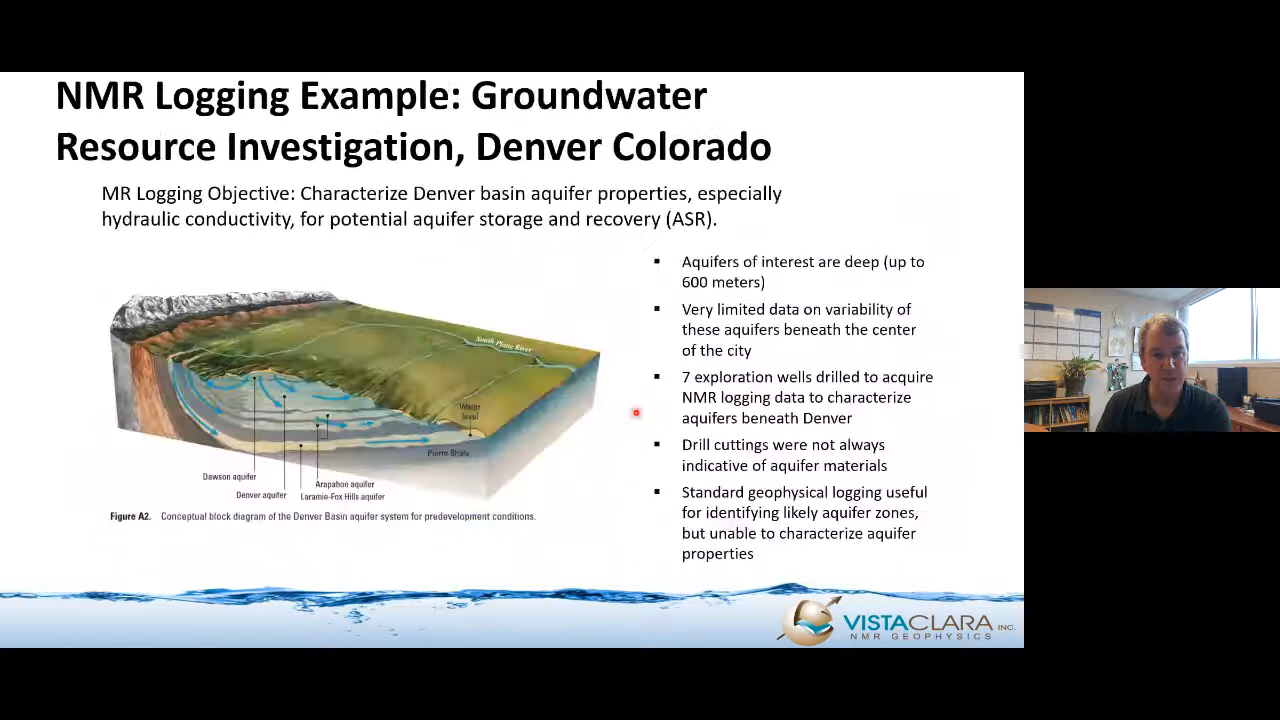 NMR Logging Example: Groundwater
Resource Investigation, Denver Colorado
MR Logging Objective: Characterize Denver basin aquifer properties, especially
hydraulic conductivity, for potential aquifer storage and recovery (ASR).
South Platte River
Water
level
Pierre Shale
Dawson aquifer
Denver aquifer
Arapahoe aquifer
Laramie-Fox Hills aquifer
Figure A2. Conceptual block diagram of the Denver Basin aquifer system for predevelopment conditions.
▪ Aquifers of interest are deep (up to
600 meters)
▪ Very limited data on variability of
these aquifers beneath the center
of the city
▪ 7 exploration wells drilled to acquire
NMR logging data to characterize
aquifers beneath Denver
▪ Drill cuttings were not always
indicative of aquifer materials
▪ Standard geophysical logging useful
for identifying likely aquifer zones,
but unable to characterize aquifer
properties
VISTACLARA INC.
NMR GEOPHYSICS